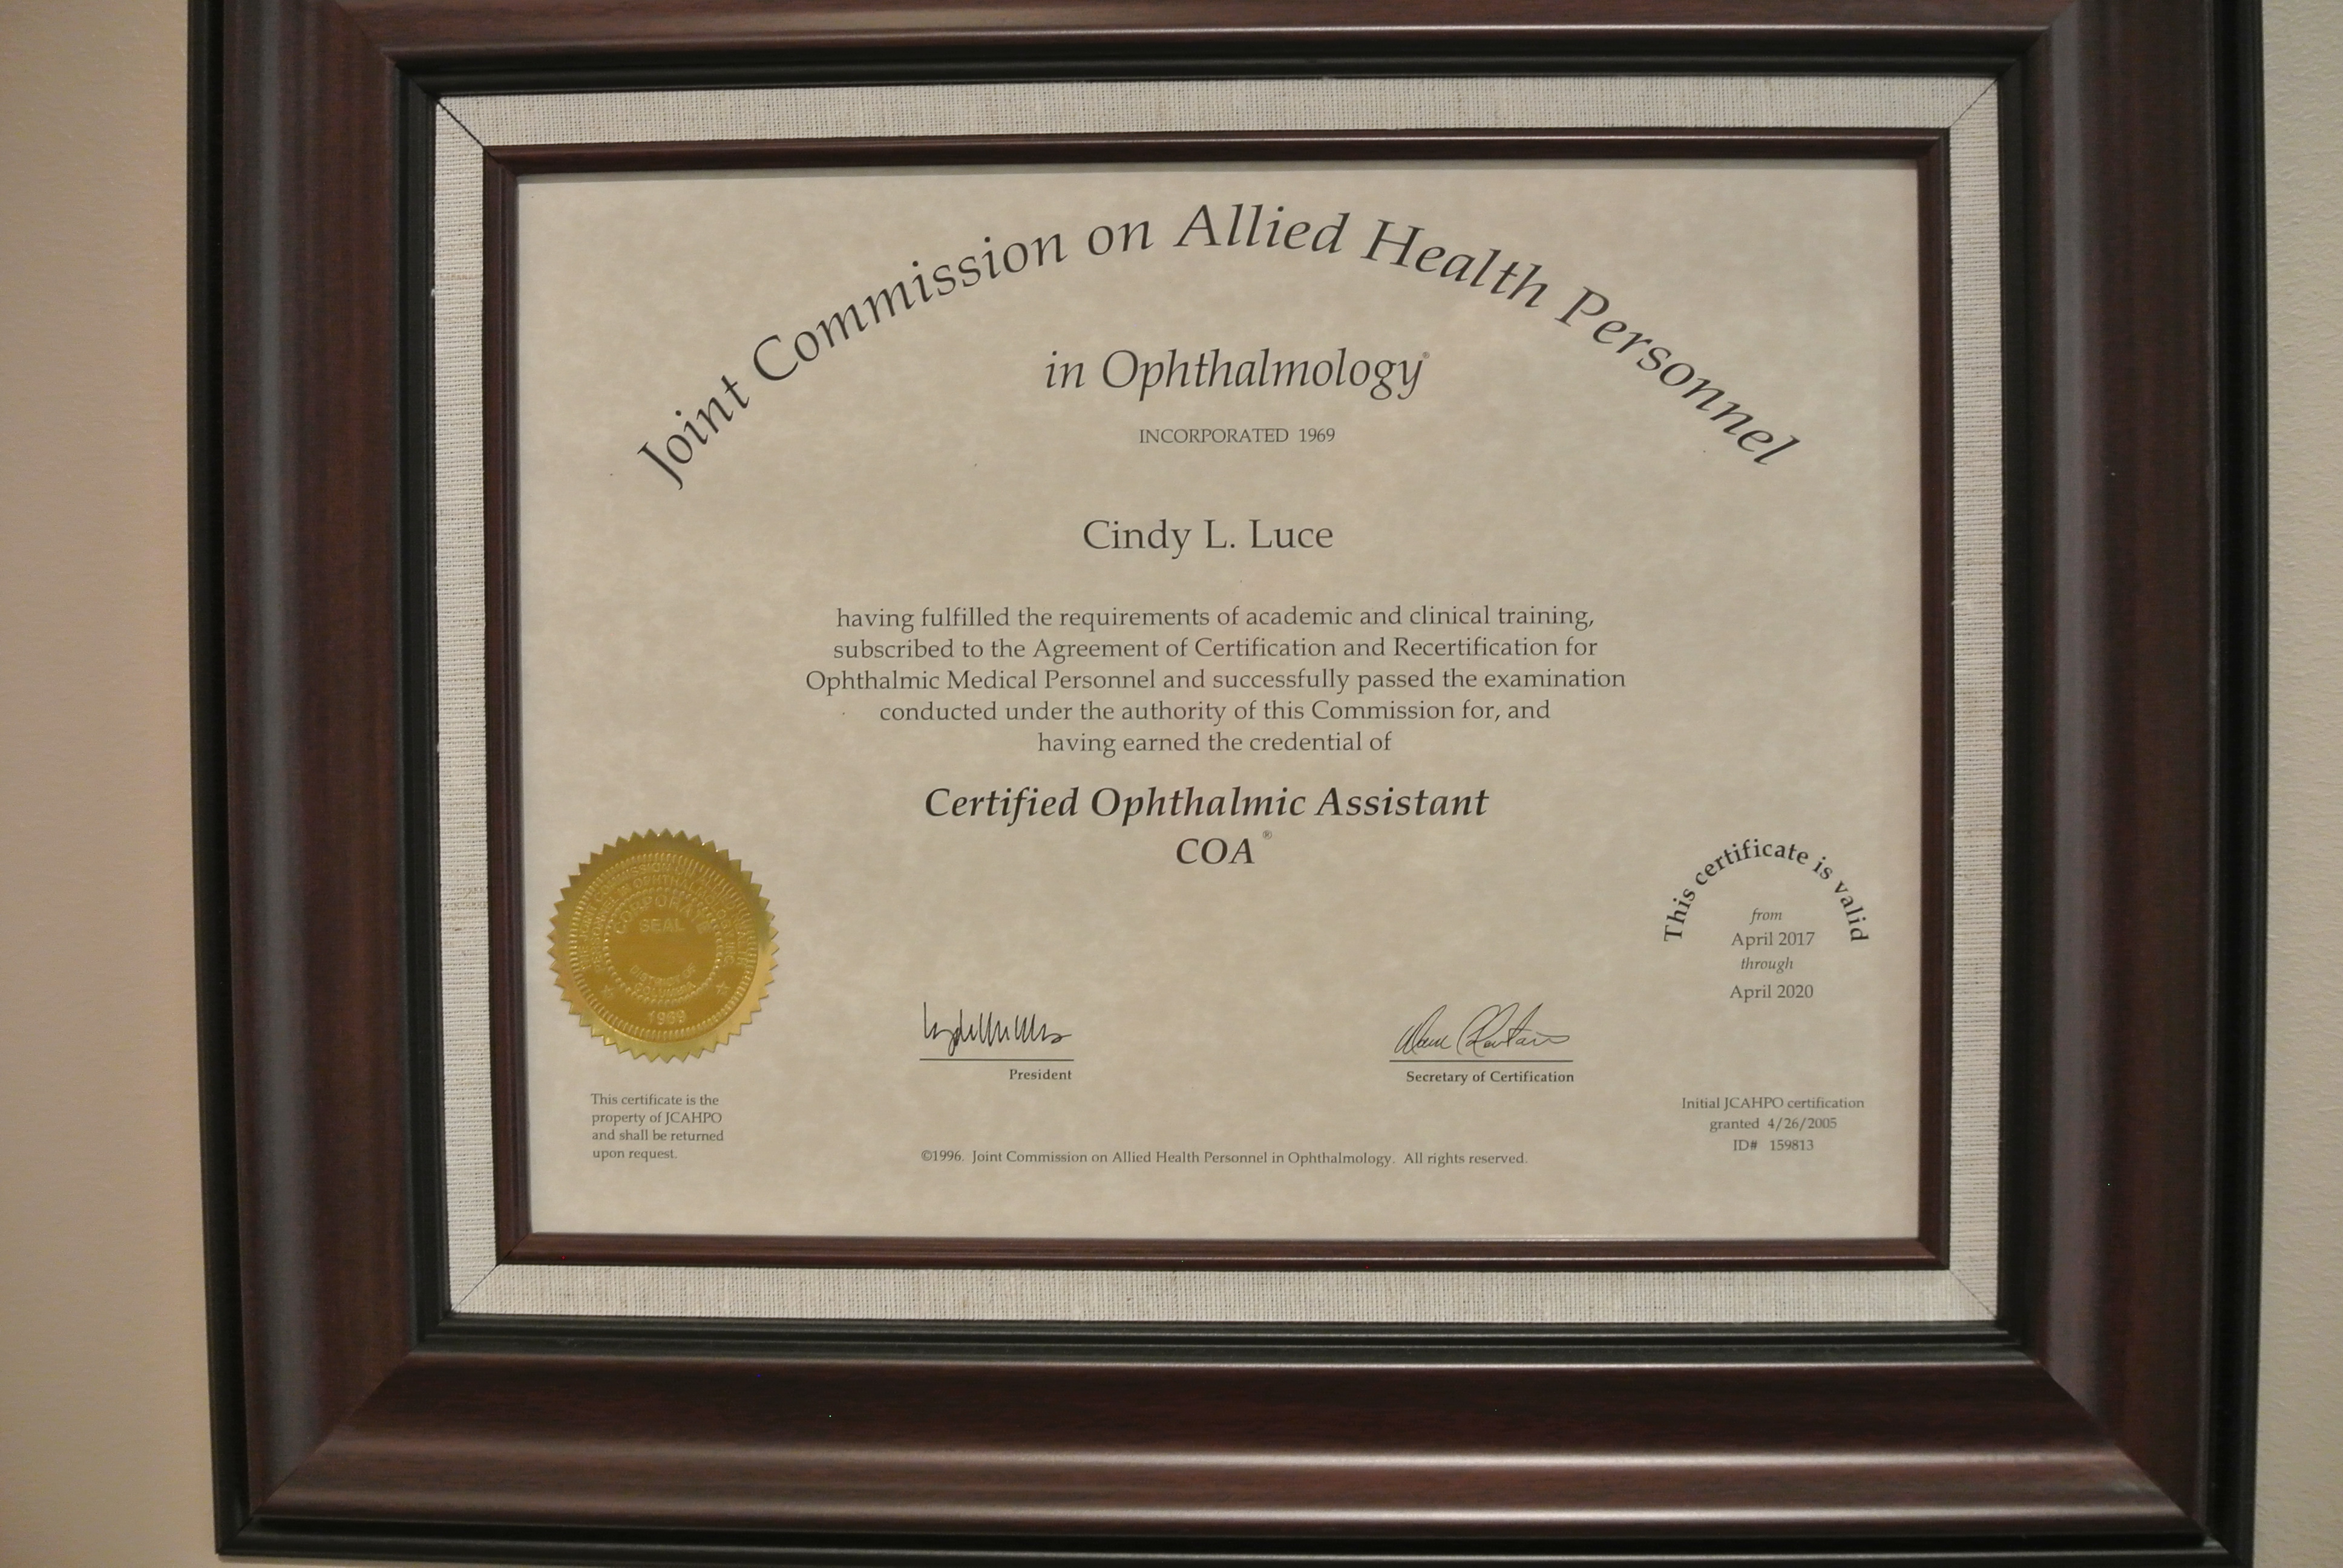 Joint Commission on Allied Health Personnel
in Ophthalmology®
INCORPORATED 1969
Cindy L. Luce
having fulfilled the requirements of academic and clinical training,
subscribed to the Agreement of Certification and Recertification for
Ophthalmic Medical Personnel and successfully passed the examination
conducted under the authority of this Commission for, and
having earned the credential of
Certified Ophthalmic Assistant
COA®
CORPORATE
SEAL
DISTRICT OF
COLUMBIA
1969
This certificate is valid
from
April 2017
through
April 2020
President
Secretary of Certification
This certificate is the
property of JCAHPO
and shall be returned
upon request.
©1996. Joint Commission on Allied Health Personnel in Ophthalmology. All rights reserved.
Initial JCAHPO certification
granted 4/26/2005
ID# 159813